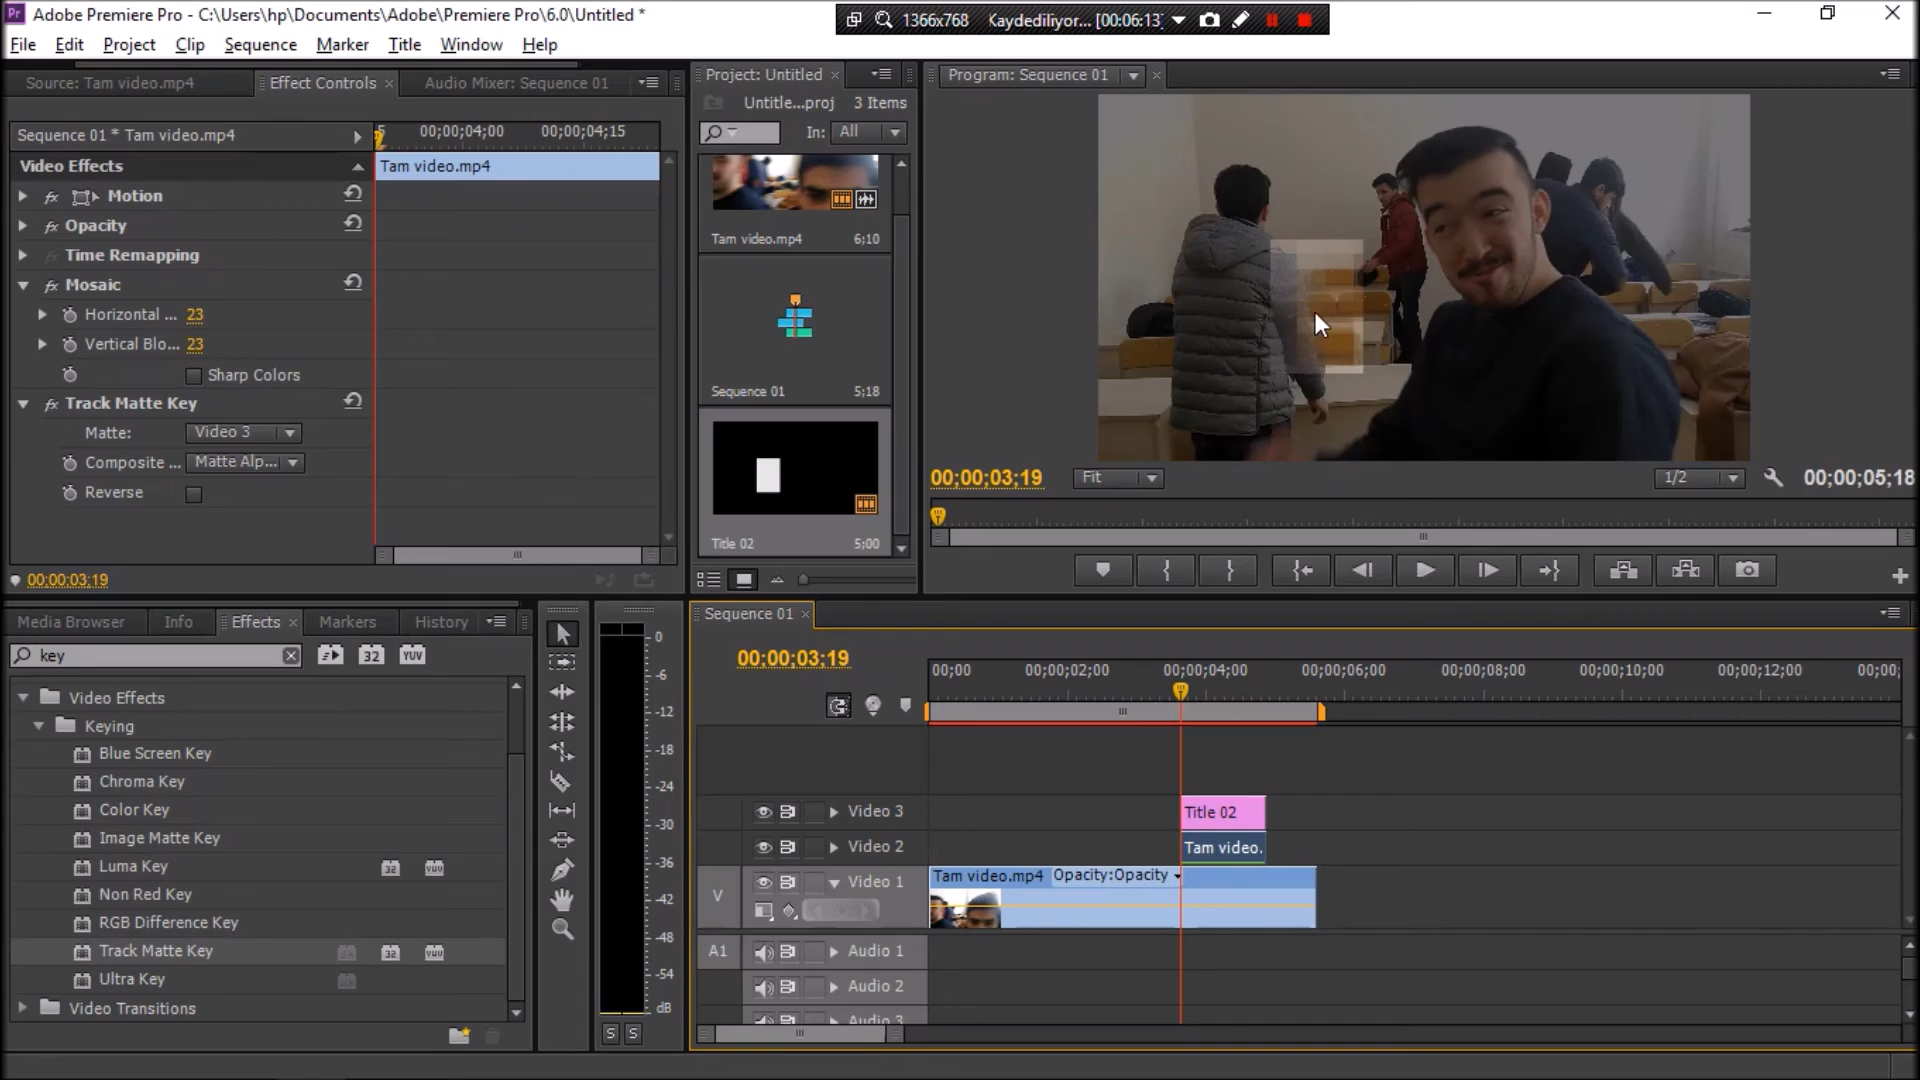 Adobe Premiere Pro - C:\Users\hp\Documents\Adobe\Premiere Pro\6.0\Untitled *
1366x768 Kaydediliyor... [00:06:13]
File Edit Project Clip Sequence Marker Title Window Help
Source: Tam video.mp4 Effect Controls Audio Mixer: Sequence 01
Sequence 01 * Tam video.mp4
00;00;04;00 00;00;04;15
Video Effects
Tam video.mp4
Motion
Opacity
Time Remapping
Mosaic
Horizontal ... 23
Vertical Blo... 23
Sharp Colors
Track Matte Key
Matte: Video 3
Composite ... Matte Alp...
Reverse
00;00;03;19
Project: Untitled
Untitle...proj 3 Items
In: All
Tam video.mp4 6;10
Sequence 01 5;18
Title 02 5;00
Program: Sequence 01
00;00;03;19 Fit 1/2 00;00;05;18
Media Browser Info Effects Markers History
key
32 YUV
Video Effects
Keying
Blue Screen Key
Chroma Key
Color Key
Image Matte Key
Luma Key
Non Red Key
RGB Difference Key
Track Matte Key
Ultra Key
Video Transitions
0
-6
-12
-18
-24
-30
-36
-42
-48
-54
dB
S S
Sequence 01
00;00;03;19
00;00 00;00;02;00 00;00;04;00 00;00;06;00 00;00;08;00 00;00;10;00 00;00;12;00 00;00;
Video 3 Title 02
Video 2 Tam video.
V Video 1 Tam video.mp4 Opacity:Opacity
A1 Audio 1
Audio 2
Audio 3